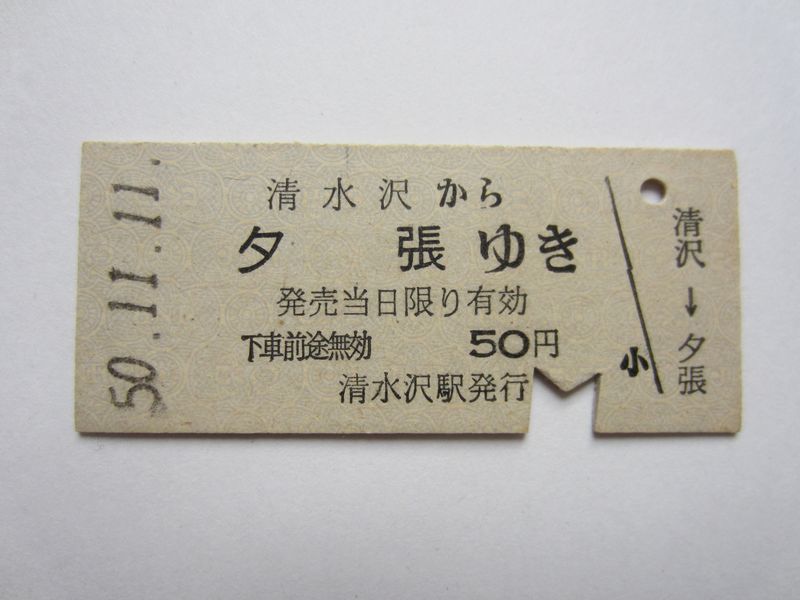 50.11.11.
清水沢から
夕張ゆき
発売当日限り有効
下車前途無効 50円
清水沢駅発行
小
清沢→夕張